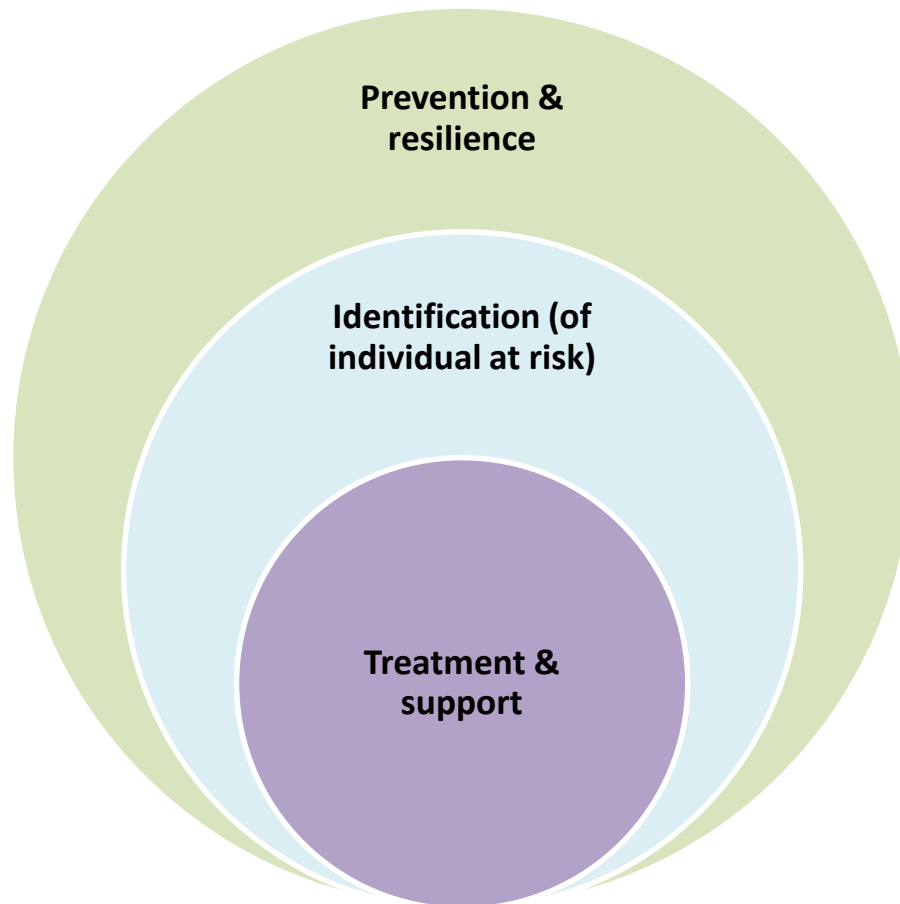 Prevention &
resilience
Identification (of
individual at risk)
Treatment &
support